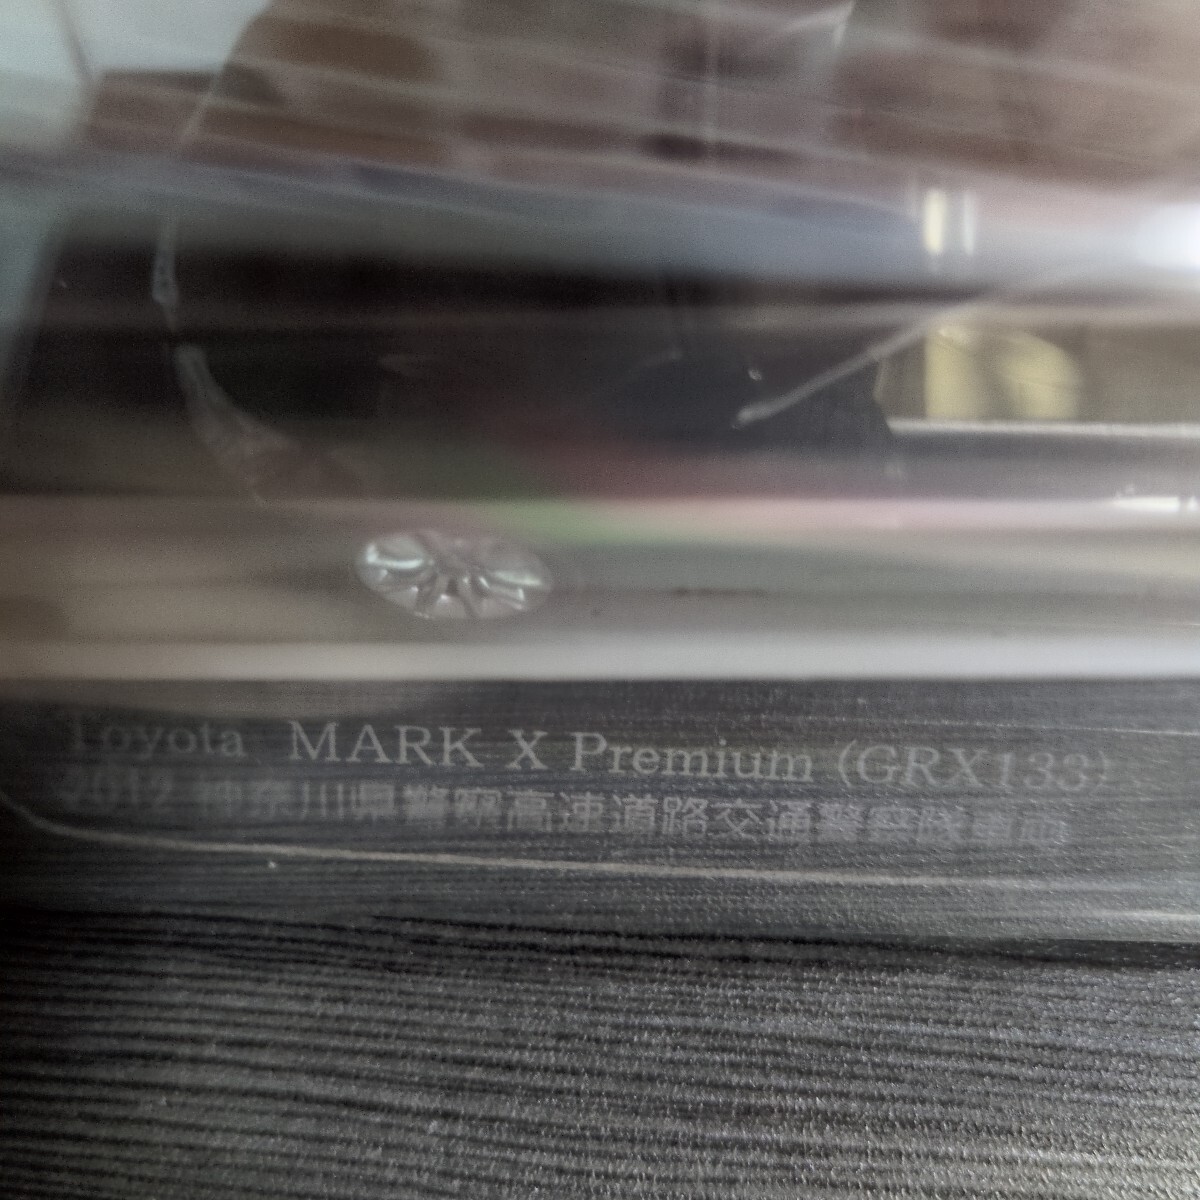 Toyota MARK X Premium (GRX133)
2012 神奈川県警察高速道路交通警察隊車両